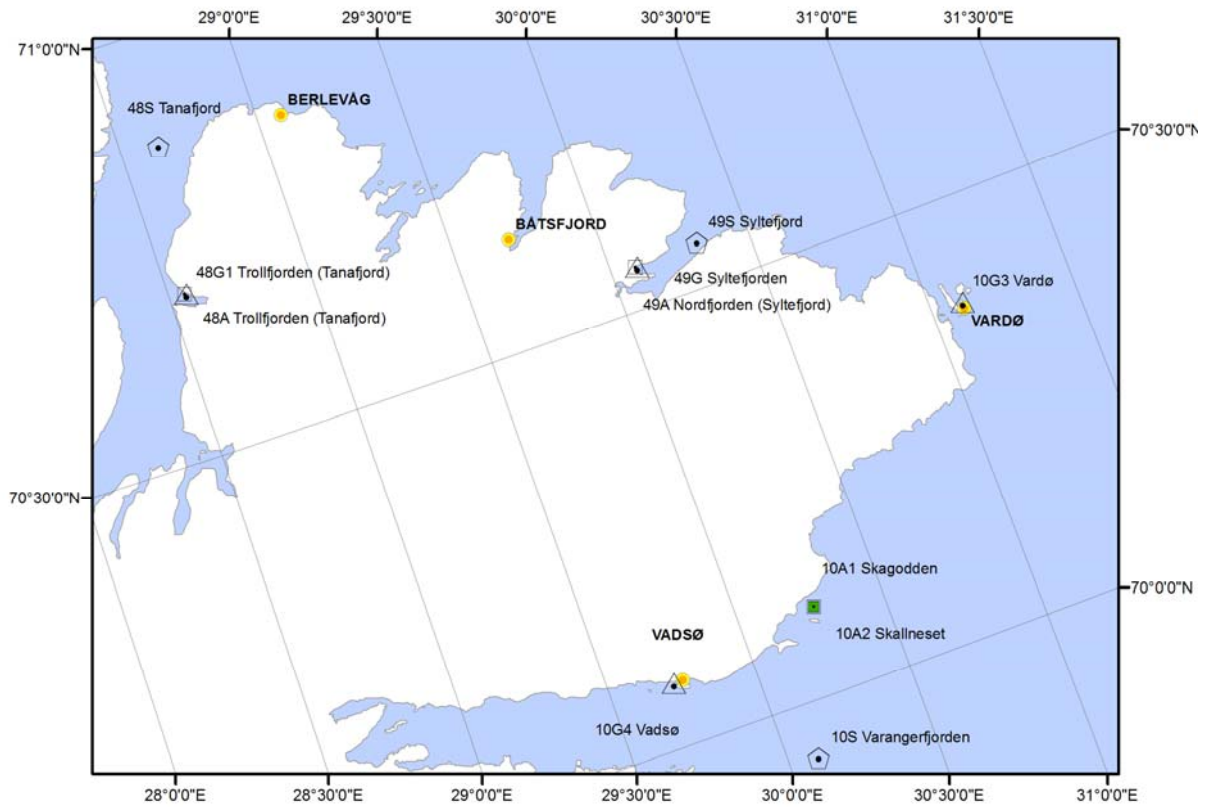 29°0'0"E
29°30'0"E
30°0'0"E
30°30'0"E
31°0'0"E
31°30'0"E
71°0'0"N
48S Tanafjord
BERLEVÅG
70°30'0"N
BÅTSFJORD
49S Syltefjord
48G1 Trollfjorden (Tanafjord)
49G Syltefjorden
10G3 Vardø
49A Nordfjorden (Syltefjord)
48A Trollfjorden (Tanafjord)
VARDØ
70°30'0"N
10A1 Skagodden
70°0'0"N
VADSØ
10A2 Skallneset
10G4 Vadsø
10S Varangerfjorden
28°0'0"E
28°30'0"E
29°0'0"E
29°30'0"E
30°0'0"E
30°30'0"E
31°0'0"E